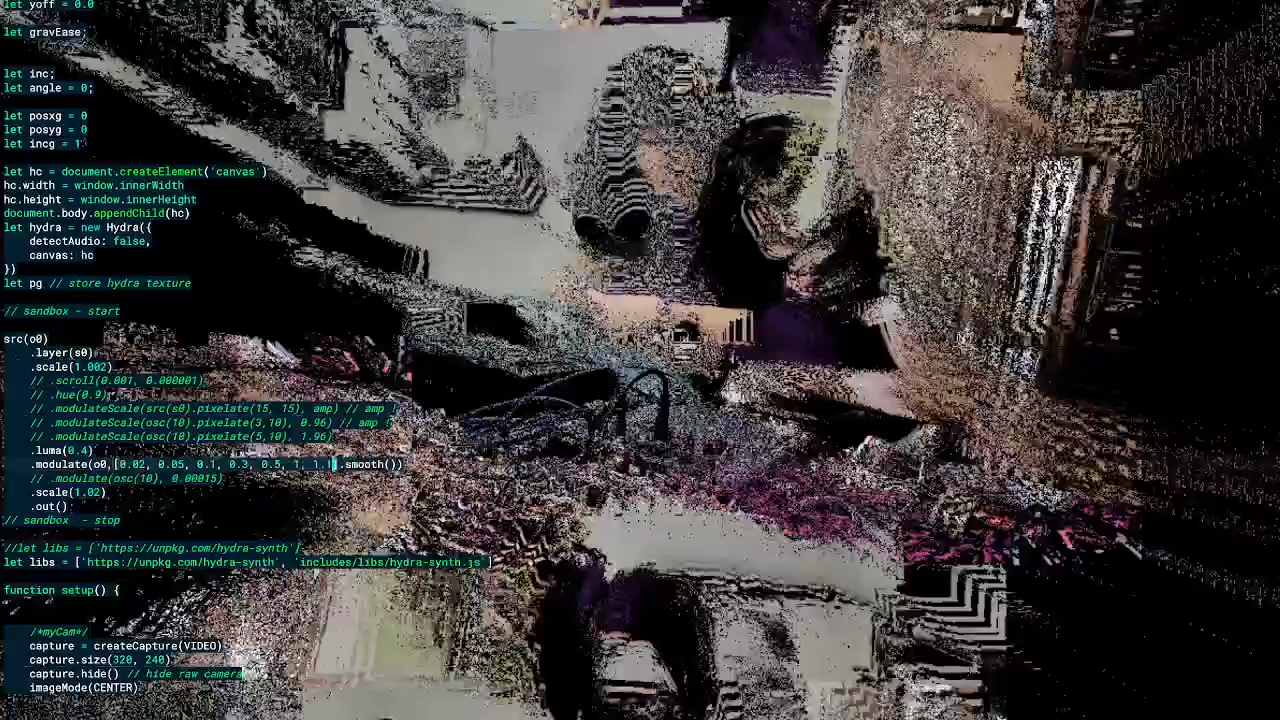 let yoff = 0.0
let gravEase;
let inc;
let angle = 0;
let posxg = 0
let posyg = 0
let incg = 1
let hc = document.createElement('canvas')
hc.width = window.innerWidth
hc.height = window.innerHeight
document.body.appendChild(hc)
let hydra = new Hydra({
detectAudio: false,
canvas: hc
})
let pg // store hydra texture
// sandbox - start
src(o0)
.layer(s0)
.scale(1.002)
// .scroll(0.001, 0.000001)
// .hue(0.9)
// .modulateScale(src(s0).pixelate(15, 15), amp) // amp !
// .modulateScale(osc(10).pixelate(3,10), 0.96) // amp !
// .modulateScale(osc(10).pixelate(5,10), 1.96)
.luma(0.4)
.modulate(o0,[0.02, 0.05, 0.1, 0.3, 0.5, 1, 1.1].smooth())
// .modulate(osc(10), 0.00015)
.scale(1.02)
.out()
// sandbox - stop
//let libs = ['https://unpkg.com/hydra-synth']
let libs = ['https://unpkg.com/hydra-synth', 'includes/libs/hydra-synth.js']
function setup() {
/*myCam*/
capture = createCapture(VIDEO)
capture.size(320, 240)
capture.hide() // hide raw camera
imageMode(CENTER)